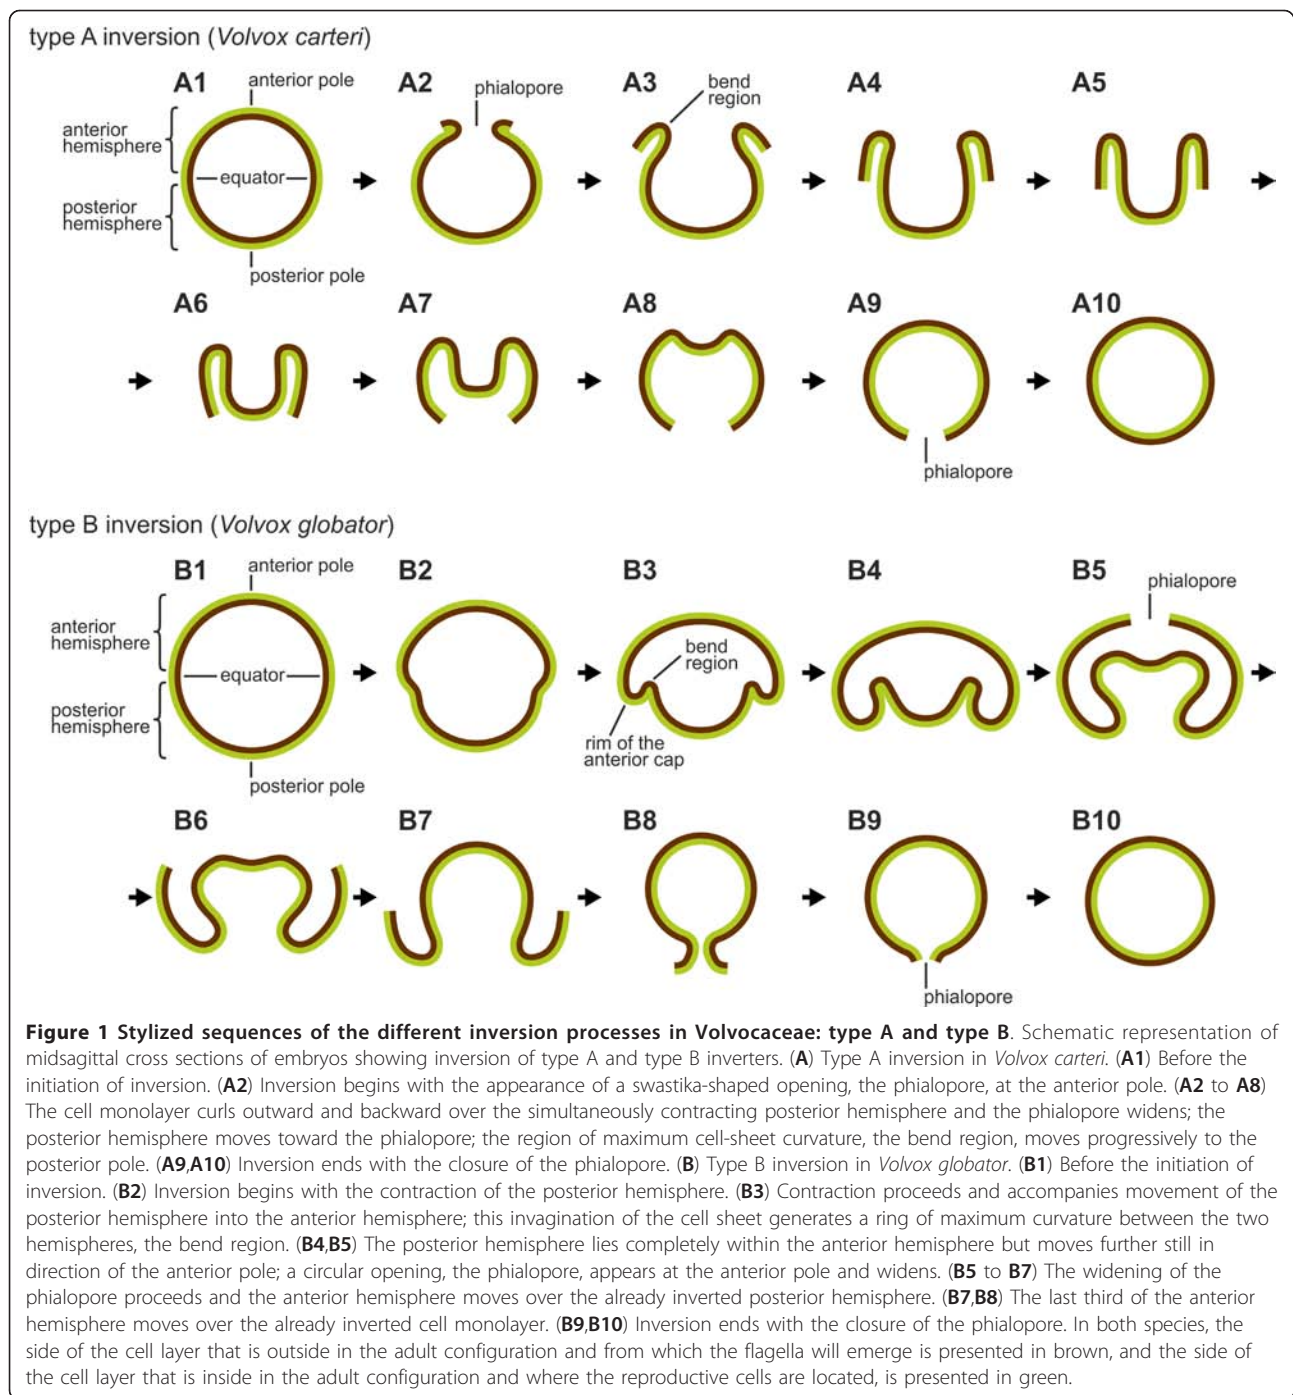 type A inversion (Volvox carteri)
A1
anterior pole
A2
phialopore
A3
bend
region
A4
A5
anterior
hemisphere
equator
posterior
hemisphere
posterior pole
A6
A7
A8
A9
A10
phialopore
type B inversion (Volvox globator)
B1
anterior pole
B2
B3
B4
B5
phialopore
anterior
hemisphere
bend
region
equator
posterior
hemisphere
rim of the
anterior cap
posterior pole
B6
B7
B8
B9
B10
phialopore
Figure 1 Stylized sequences of the different inversion processes in Volvocaceae: type A and type B. Schematic representation of
midsagittal cross sections of embryos showing inversion of type A and type B inverters. (A) Type A inversion in Volvox carteri. (A1) Before the
initiation of inversion. (A2) Inversion begins with the appearance of a swastika-shaped opening, the phialopore, at the anterior pole. (A2 to A8)
The cell monolayer curls outward and backward over the simultaneously contracting posterior hemisphere and the phialopore widens; the
posterior hemisphere moves toward the phialopore; the region of maximum cell-sheet curvature, the bend region, moves progressively to the
posterior pole. (A9,A10) Inversion ends with the closure of the phialopore. (B) Type B inversion in Volvox globator. (B1) Before the initiation of
inversion. (B2) Inversion begins with the contraction of the posterior hemisphere. (B3) Contraction proceeds and accompanies movement of the
posterior hemisphere into the anterior hemisphere; this invagination of the cell sheet generates a ring of maximum curvature between the two
hemispheres, the bend region. (B4,B5) The posterior hemisphere lies completely within the anterior hemisphere but moves further still in
direction of the anterior pole; a circular opening, the phialopore, appears at the anterior pole and widens. (B5 to B7) The widening of the
phialopore proceeds and the anterior hemisphere moves over the already inverted posterior hemisphere. (B7,B8) The last third of the anterior
hemisphere moves over the already inverted cell monolayer. (B9,B10) Inversion ends with the closure of the phialopore. In both species, the
side of the cell layer that is outside in the adult configuration and from which the flagella will emerge is presented in brown, and the side of
the cell layer that is inside in the adult configuration and where the reproductive cells are located, is presented in green.